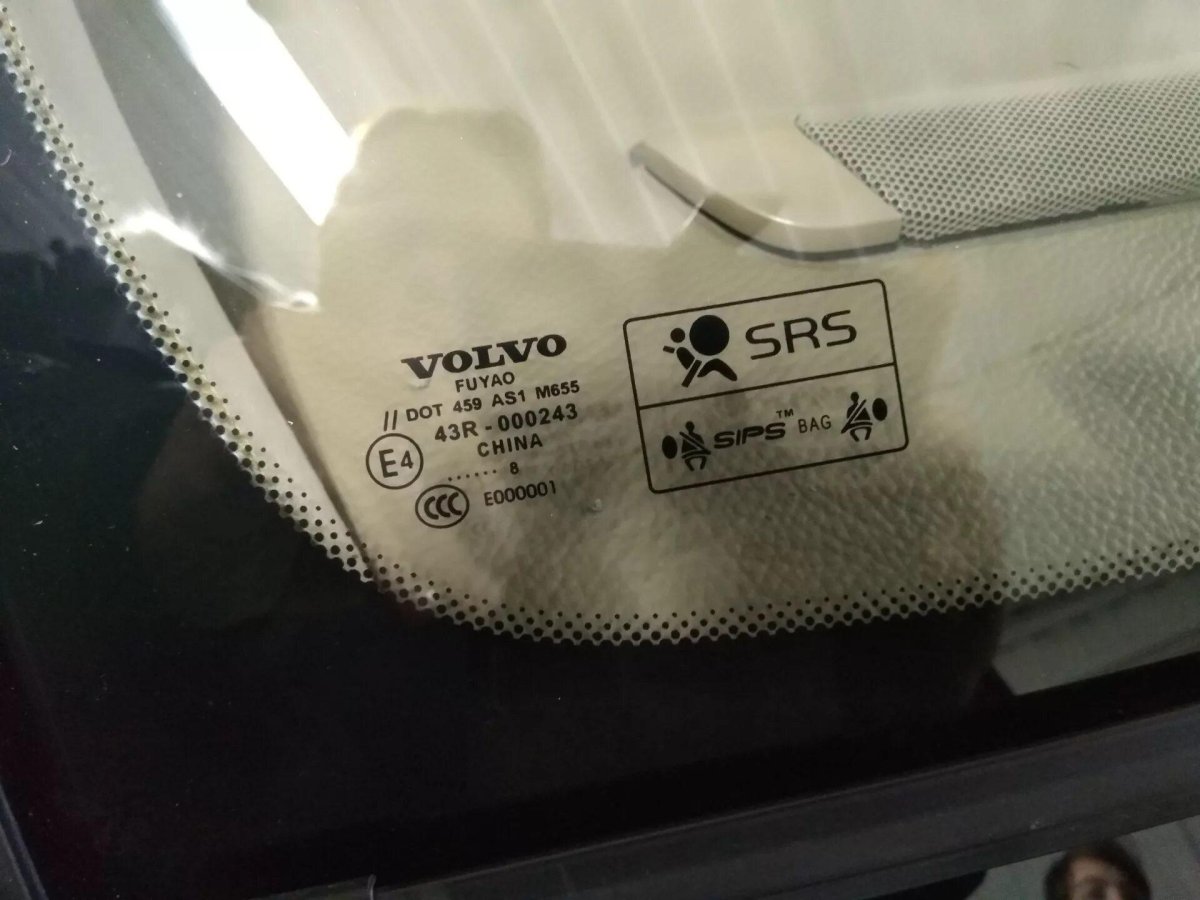 VOLVO
FUYAO
// DOT 459 AS1 M655
43R - 000243
E4
CHINA
...... 8
CCC E000001
SRS
SIPS™ BAG